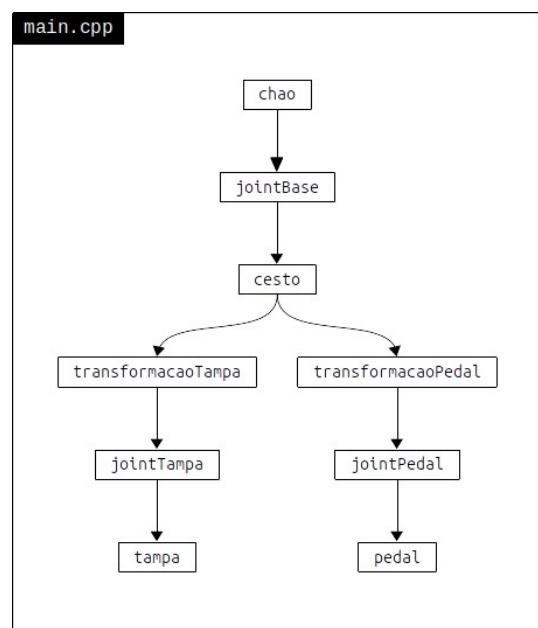 main.cpp
chao
jointBase
cesto
transformacaoTampa
transformacaoPedal
jointTampa
jointPedal
tampa
pedal